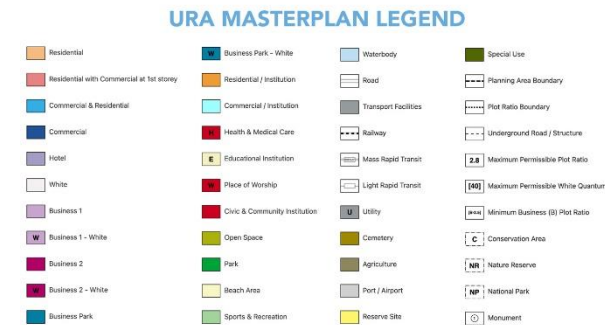 URA MASTERPLAN LEGEND
Residential
Residential with Commercial at 1st storey
Commercial & Residential
Commercial
Hotel
White
Business 1
W Business 1 - White
Business 2
W Business 2 - White
Business Park
W Business Park - White
Residential / Institution
Commercial / Institution
H Health & Medical Care
E Educational Institution
W Place of Worship
Civic & Community Institution
Open Space
Park
Beach Area
Sports & Recreation
Waterbody
Road
Transport Facilities
Railway
Mass Rapid Transit
Light Rapid Transit
U Utility
Cemetery
Agriculture
Port / Airport
Reserve Site
Special Use
Planning Area Boundary
Plot Ratio Boundary
Underground Road / Structure
2.8 Maximum Permissible Plot Ratio
[40] Maximum Permissible White Quantum
Minimum Business (B) Plot Ratio
C Conservation Area
NR Nature Reserve
NP National Park
Monument